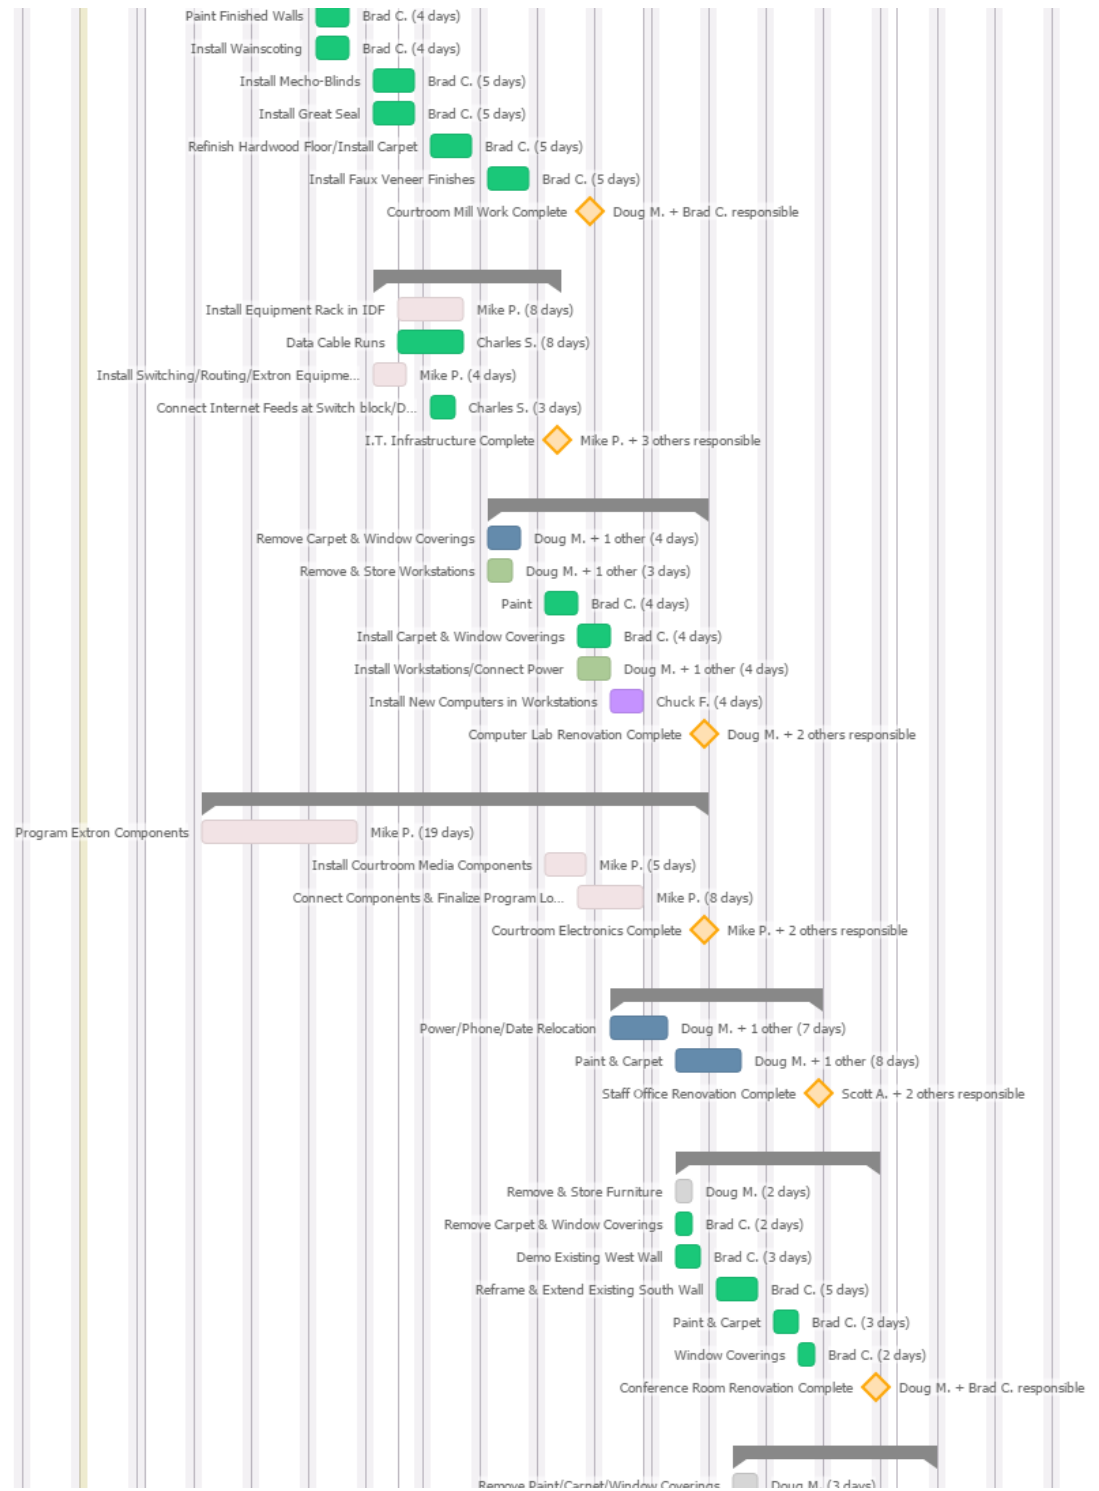 Paint Finished Walls Brad C. (4 days)
Install Wainscoting Brad C. (4 days)
Install Mecho-Blinds Brad C. (5 days)
Install Great Seal Brad C. (5 days)
Refinish Hardwood Floor/Install Carpet Brad C. (5 days)
Install Faux Veneer Finishes Brad C. (5 days)
Courtroom Mill Work Complete Doug M. + Brad C. responsible
Install Equipment Rack in IDF Mike P. (8 days)
Data Cable Runs Charles S. (8 days)
Install Switching/Routing/Extron Equipme... Mike P. (4 days)
Connect Internet Feeds at Switch block/D... Charles S. (3 days)
I.T. Infrastructure Complete Mike P. + 3 others responsible
Remove Carpet & Window Coverings Doug M. + 1 other (4 days)
Remove & Store Workstations Doug M. + 1 other (3 days)
Paint Brad C. (4 days)
Install Carpet & Window Coverings Brad C. (4 days)
Install Workstations/Connect Power Doug M. + 1 other (4 days)
Install New Computers in Workstations Chuck F. (4 days)
Computer Lab Renovation Complete Doug M. + 2 others responsible
Program Extron Components Mike P. (19 days)
Install Courtroom Media Components Mike P. (5 days)
Connect Components & Finalize Program Lo... Mike P. (8 days)
Courtroom Electronics Complete Mike P. + 2 others responsible
Power/Phone/Date Relocation Doug M. + 1 other (7 days)
Paint & Carpet Doug M. + 1 other (8 days)
Staff Office Renovation Complete Scott A. + 2 others responsible
Remove & Store Furniture Doug M. (2 days)
Remove Carpet & Window Coverings Brad C. (2 days)
Demo Existing West Wall Brad C. (3 days)
Reframe & Extend Existing South Wall Brad C. (5 days)
Paint & Carpet Brad C. (3 days)
Window Coverings Brad C. (2 days)
Conference Room Renovation Complete Doug M. + Brad C. responsible
Remove Paint/Carpet/Window Coverings Doug M. (3 days)